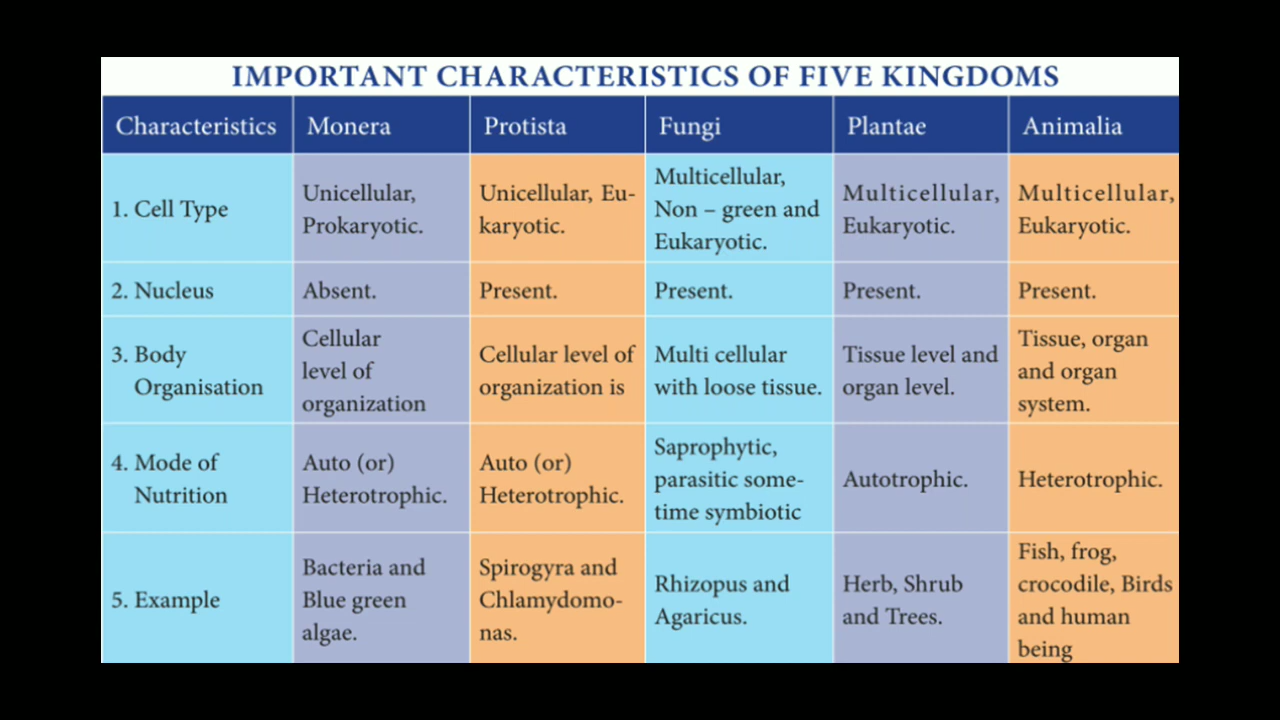 IMPORTANT CHARACTERISTICS OF FIVE KINGDOMS
Characteristics
Monera
Protista
Fungi
Plantae
Animalia
1. Cell Type
Unicellular,
Prokaryotic.
Unicellular, Eu-
karyotic.
Multicellular,
Non – green and
Eukaryotic.
Multicellular,
Eukaryotic.
Multicellular,
Eukaryotic.
2. Nucleus
Absent.
Present.
Present.
Present.
Present.
3. Body
Organisation
Cellular
level of
organization
Cellular level of
organization is
Multi cellular
with loose tissue.
Tissue level and
organ level.
Tissue, organ
and organ
system.
4. Mode of
Nutrition
Auto (or)
Heterotrophic.
Auto (or)
Heterotrophic.
Saprophytic,
parasitic some-
time symbiotic
Autotrophic.
Heterotrophic.
5. Example
Bacteria and
Blue green
algae.
Spirogyra and
Chlamydomo-
nas.
Rhizopus and
Agaricus.
Herb, Shrub
and Trees.
Fish, frog,
crocodile, Birds
and human
being